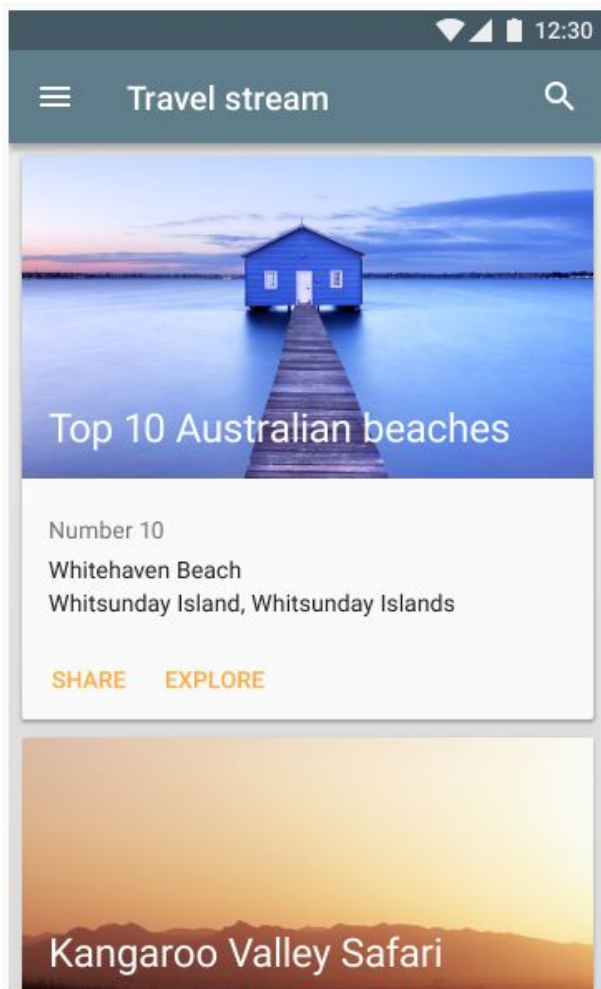 12:30
Travel stream
Top 10 Australian beaches
Number 10
Whitehaven Beach
Whitsunday Island, Whitsunday Islands
SHARE EXPLORE
Kangaroo Valley Safari